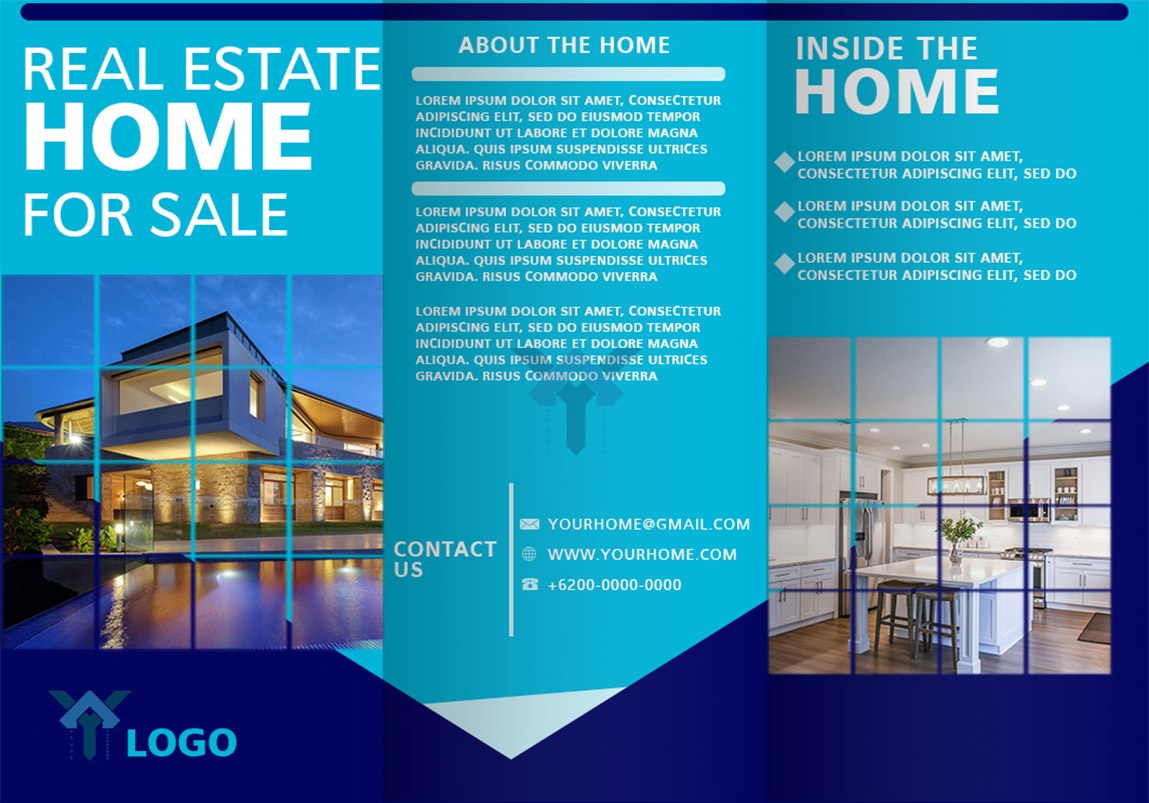 REAL ESTATE
HOME
FOR SALE
LOGO
ABOUT THE HOME
LOREM IPSUM DOLOR SIT AMET, CONSECTETUR
ADIPISCING ELIT, SED DO EIUSMOD TEMPOR
INCIDIDUNT UT LABORE ET DOLORE MAGNA
ALIQUA. QUIS IPSUM SUSPENDISSE ULTRICES
GRAVIDA. RISUS COMMODO VIVERRA
LOREM IPSUM DOLOR SIT AMET, CONSECTETUR
ADIPISCING ELIT, SED DO EIUSMOD TEMPOR
INCIDIDUNT UT LABORE ET DOLORE MAGNA
ALIQUA. QUIS IPSUM SUSPENDISSE ULTRICES
GRAVIDA. RISUS COMMODO VIVERRA
LOREM IPSUM DOLOR SIT AMET, CONSECTETUR
ADIPISCING ELIT, SED DO EIUSMOD TEMPOR
INCIDIDUNT UT LABORE ET DOLORE MAGNA
ALIQUA. QUIS IPSUM SUSPENDISSE ULTRICES
GRAVIDA. RISUS COMMODO VIVERRA
CONTACT
US
YOURHOME@GMAIL.COM
WWW.YOURHOME.COM
+6200-0000-0000
INSIDE THE
HOME
LOREM IPSUM DOLOR SIT AMET,
CONSECTETUR ADIPISCING ELIT, SED DO
LOREM IPSUM DOLOR SIT AMET,
CONSECTETUR ADIPISCING ELIT, SED DO
LOREM IPSUM DOLOR SIT AMET,
CONSECTETUR ADIPISCING ELIT, SED DO